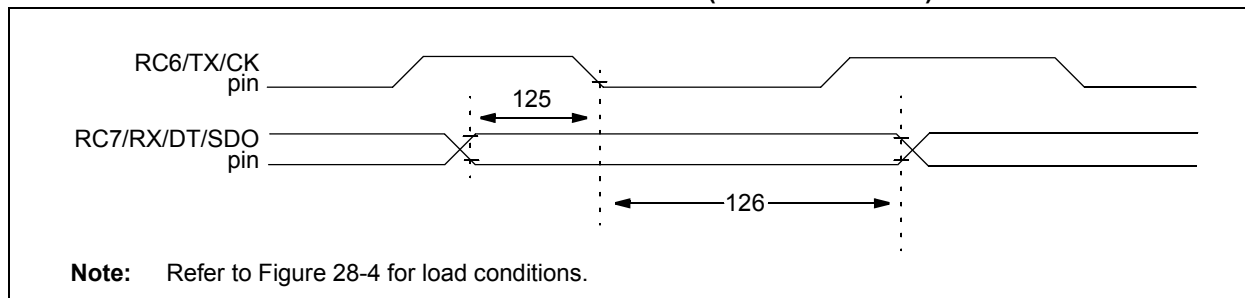 RC6/TX/CK
pin
125
RC7/RX/DT/SDO
pin
126
Note: Refer to Figure 28-4 for load conditions.